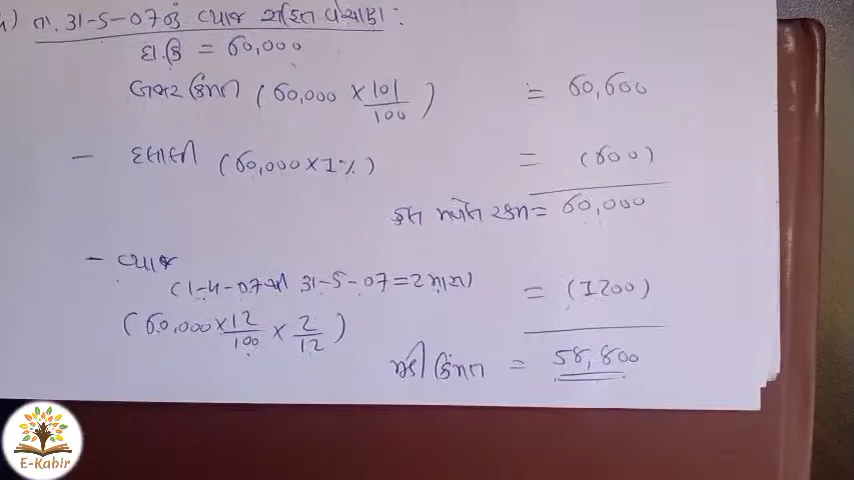 તા. 31-5-07નું વ્યાજ સહિત વેચાણ :
દા.કિં = 60,000
બજાર કિંમત ( 60,000 × 101/100 ) = 60,600
- દલાલી ( 60,000 × 1% ) = (600)
કુલ મળેલ રકમ = 60,000
- વ્યાજ
(1-4-07થી 31-5-07 = 2 માસ) = (1200)
( 60,000 × 12/100 × 2/12 )
મૂડી કિંમત = 58,800
E-Kabir